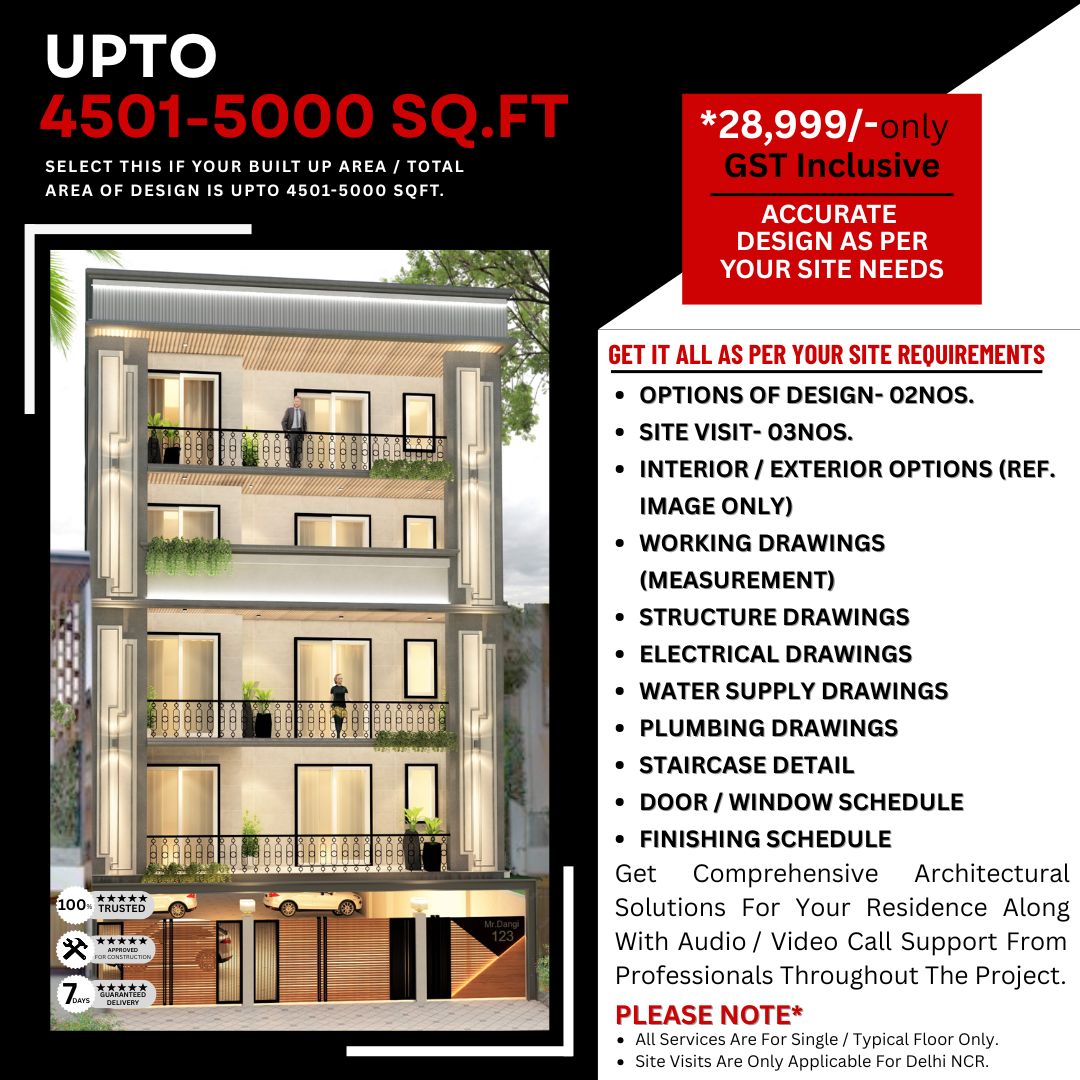 UPTO
4501-5000 SQ.FT
SELECT THIS IF YOUR BUILT UP AREA / TOTAL
AREA OF DESIGN IS UPTO 4501-5000 SQFT.
*28,999/-only
GST Inclusive
ACCURATE
DESIGN AS PER
YOUR SITE NEEDS
GET IT ALL AS PER YOUR SITE REQUIREMENTS
• OPTIONS OF DESIGN- 02NOS.
• SITE VISIT- 03NOS.
• INTERIOR / EXTERIOR OPTIONS (REF.
IMAGE ONLY)
• WORKING DRAWINGS
(MEASUREMENT)
• STRUCTURE DRAWINGS
• ELECTRICAL DRAWINGS
• WATER SUPPLY DRAWINGS
• PLUMBING DRAWINGS
• STAIRCASE DETAIL
• DOOR / WINDOW SCHEDULE
• FINISHING SCHEDULE
Get Comprehensive Architectural
Solutions For Your Residence Along
With Audio / Video Call Support From
Professionals Throughout The Project.
PLEASE NOTE*
• All Services Are For Single / Typical Floor Only.
• Site Visits Are Only Applicable For Delhi NCR.
100%
TRUSTED
APPROVED
FOR CONSTRUCTION
7 DAYS
GUARANTEED
DELIVERY
Mr.Dangi
123